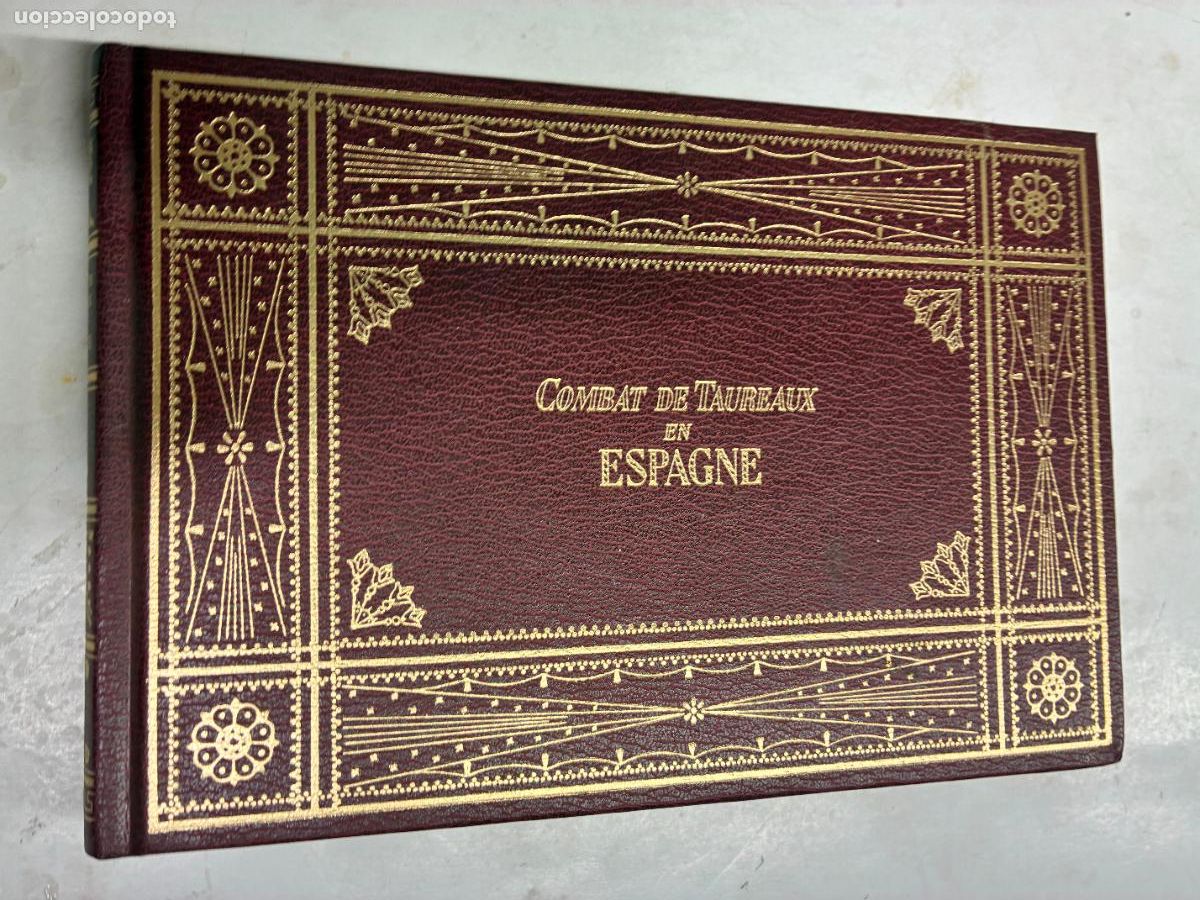 todocoleccion
COMBAT DE TAUREAUX
EN
ESPAGNE